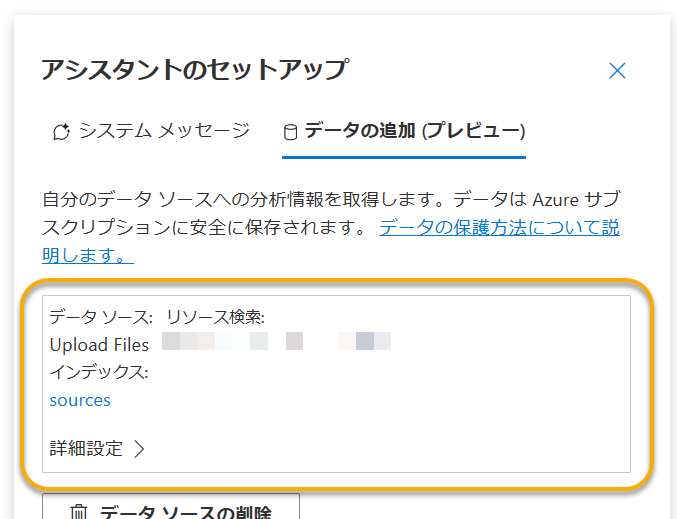 アシスタントのセットアップ
システム メッセージ
データの追加 (プレビュー)
自分のデータ ソースへの分析情報を取得します。データは Azure サブ
スクリプションに安全に保存されます。 データの保護方法について説
明します。
データ ソース: リソース検索:
Upload Files
インデックス:
sources
詳細設定
データ ソースの削除